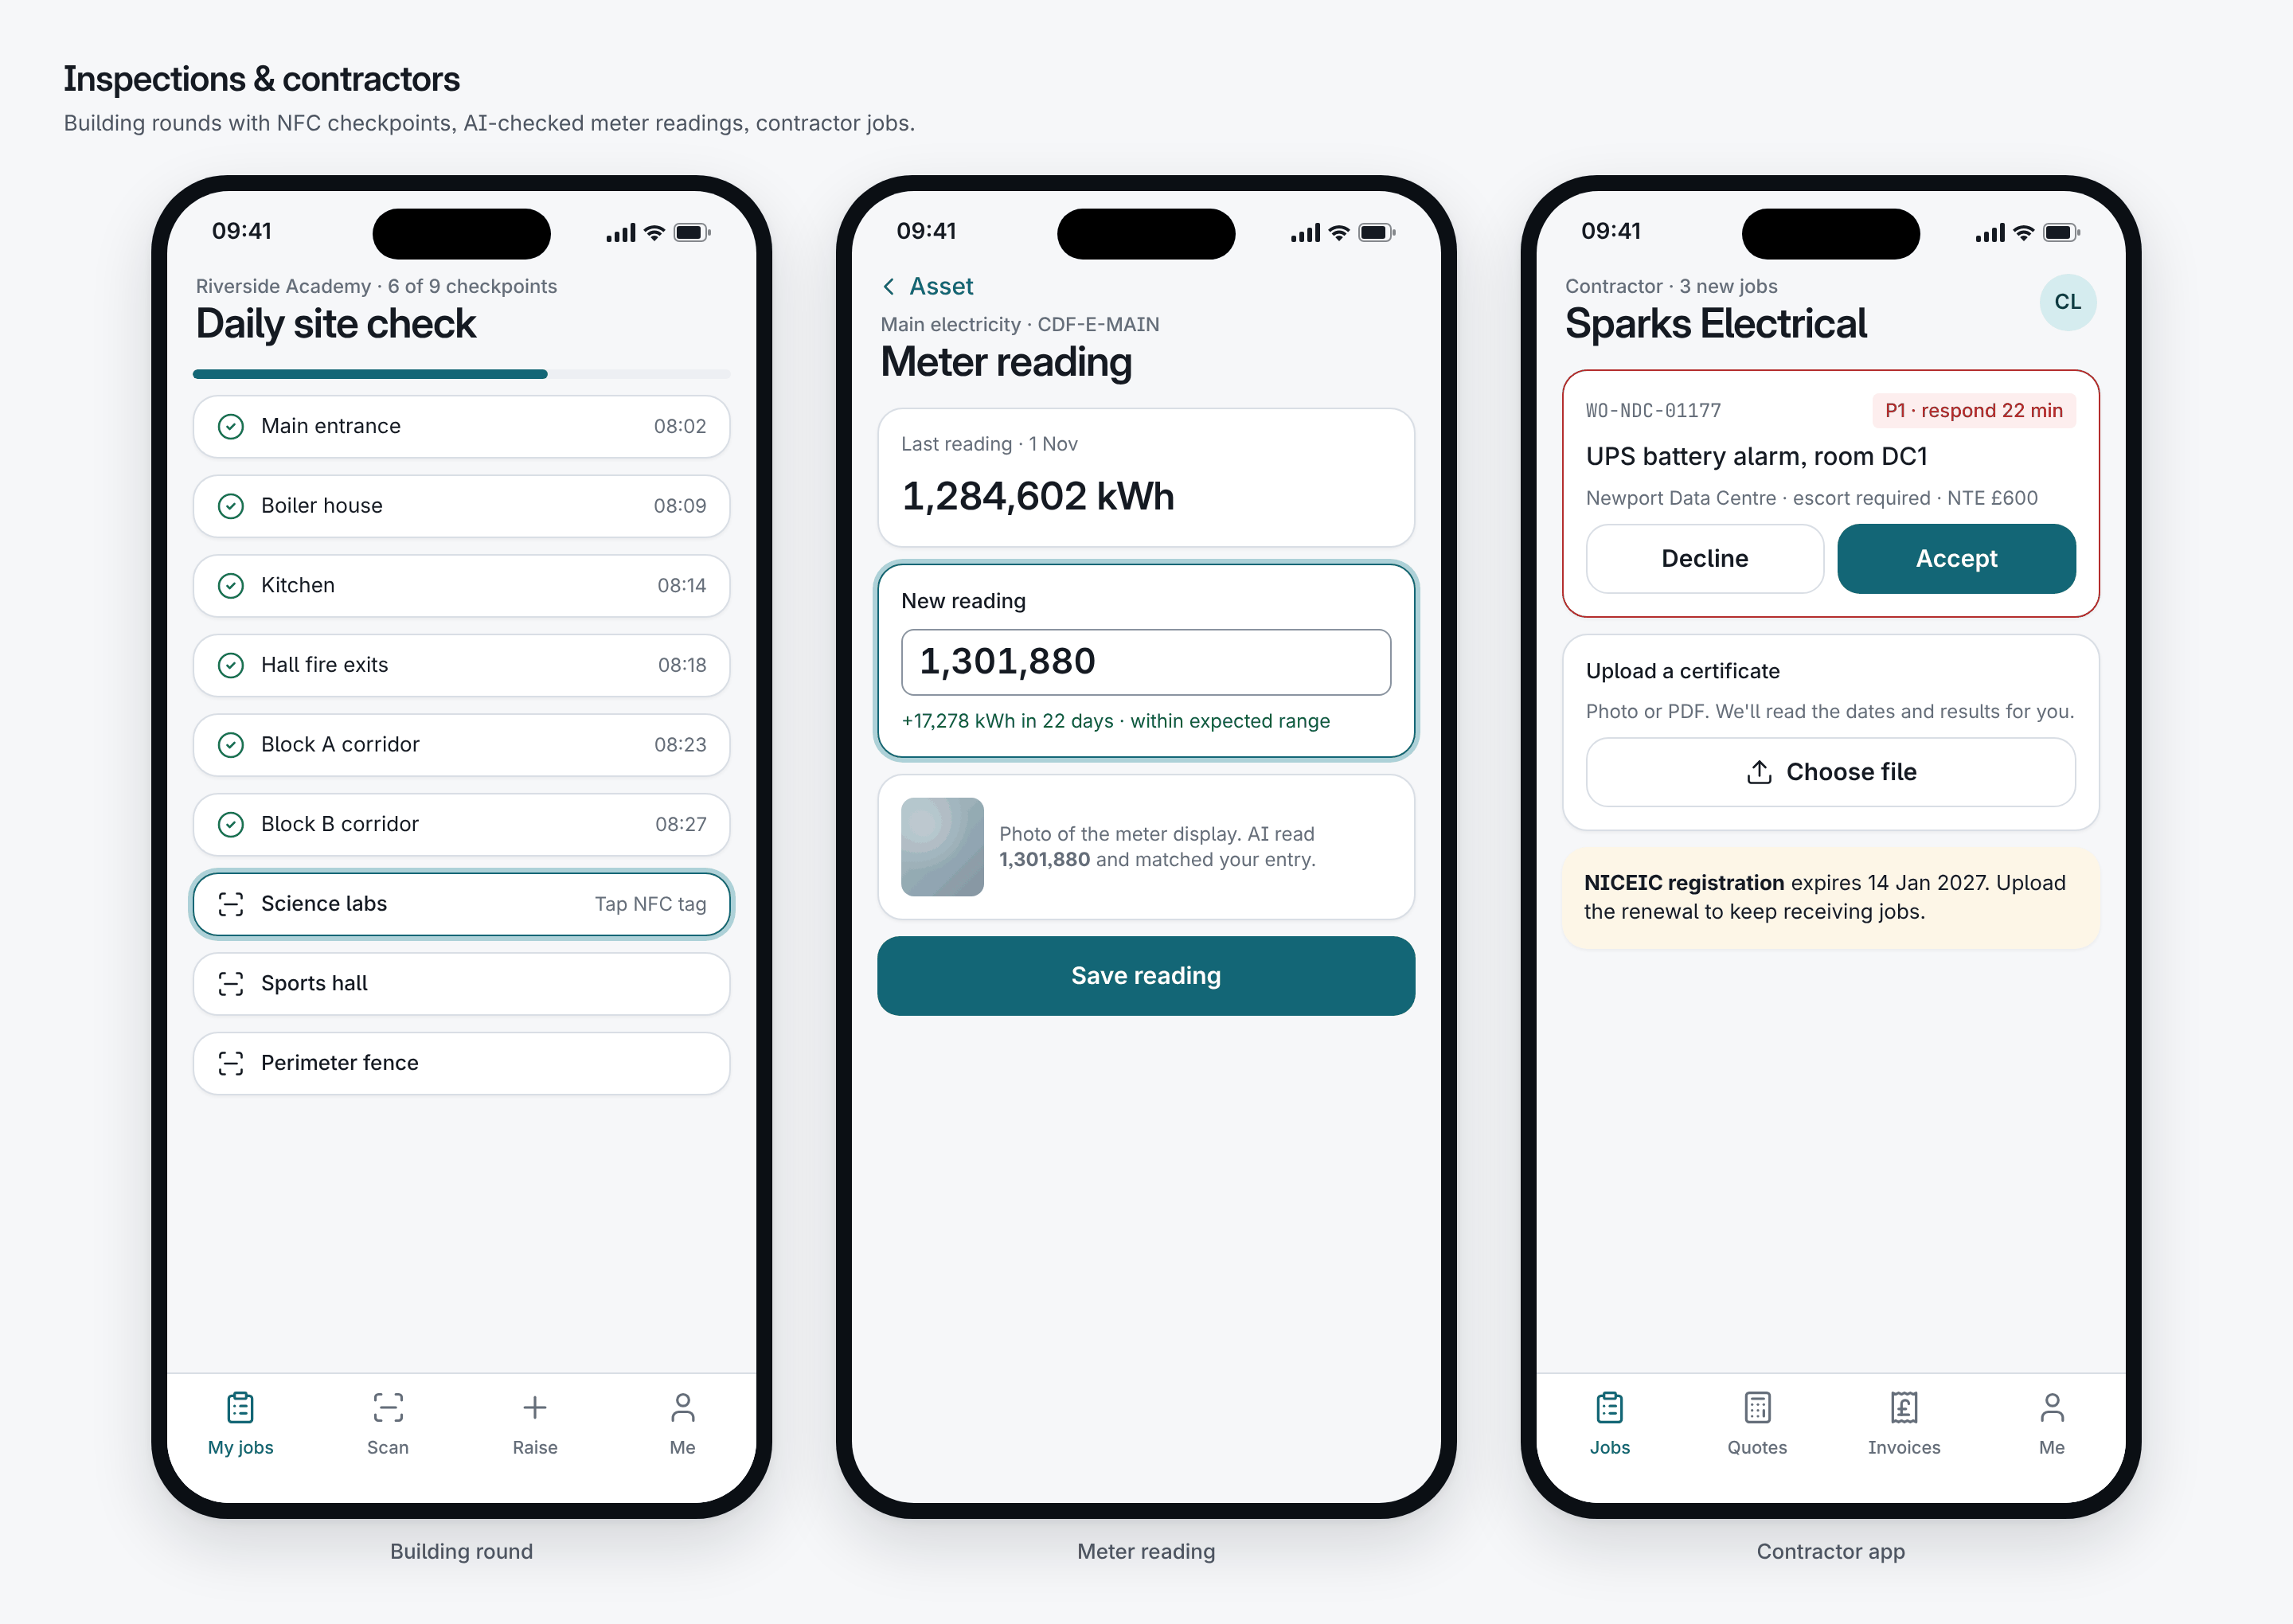 Inspections & contractors
Building rounds with NFC checkpoints, AI-checked meter readings, contractor jobs.
09:41
Riverside Academy · 6 of 9 checkpoints
Daily site check
Main entrance 08:02
Boiler house 08:09
Kitchen 08:14
Hall fire exits 08:18
Block A corridor 08:23
Block B corridor 08:27
Science labs Tap NFC tag
Sports hall
Perimeter fence
My jobs Scan Raise Me
Building round
09:41
Asset
Main electricity · CDF-E-MAIN
Meter reading
Last reading · 1 Nov
1,284,602 kWh
New reading
1,301,880
+17,278 kWh in 22 days · within expected range
Photo of the meter display. AI read
1,301,880 and matched your entry.
Save reading
Meter reading
09:41
Contractor · 3 new jobs
Sparks Electrical
CL
WO-NDC-01177 P1 · respond 22 min
UPS battery alarm, room DC1
Newport Data Centre · escort required · NTE £600
Decline Accept
Upload a certificate
Photo or PDF. We'll read the dates and results for you.
Choose file
NICEIC registration expires 14 Jan 2027. Upload
the renewal to keep receiving jobs.
Jobs Quotes Invoices Me
Contractor app